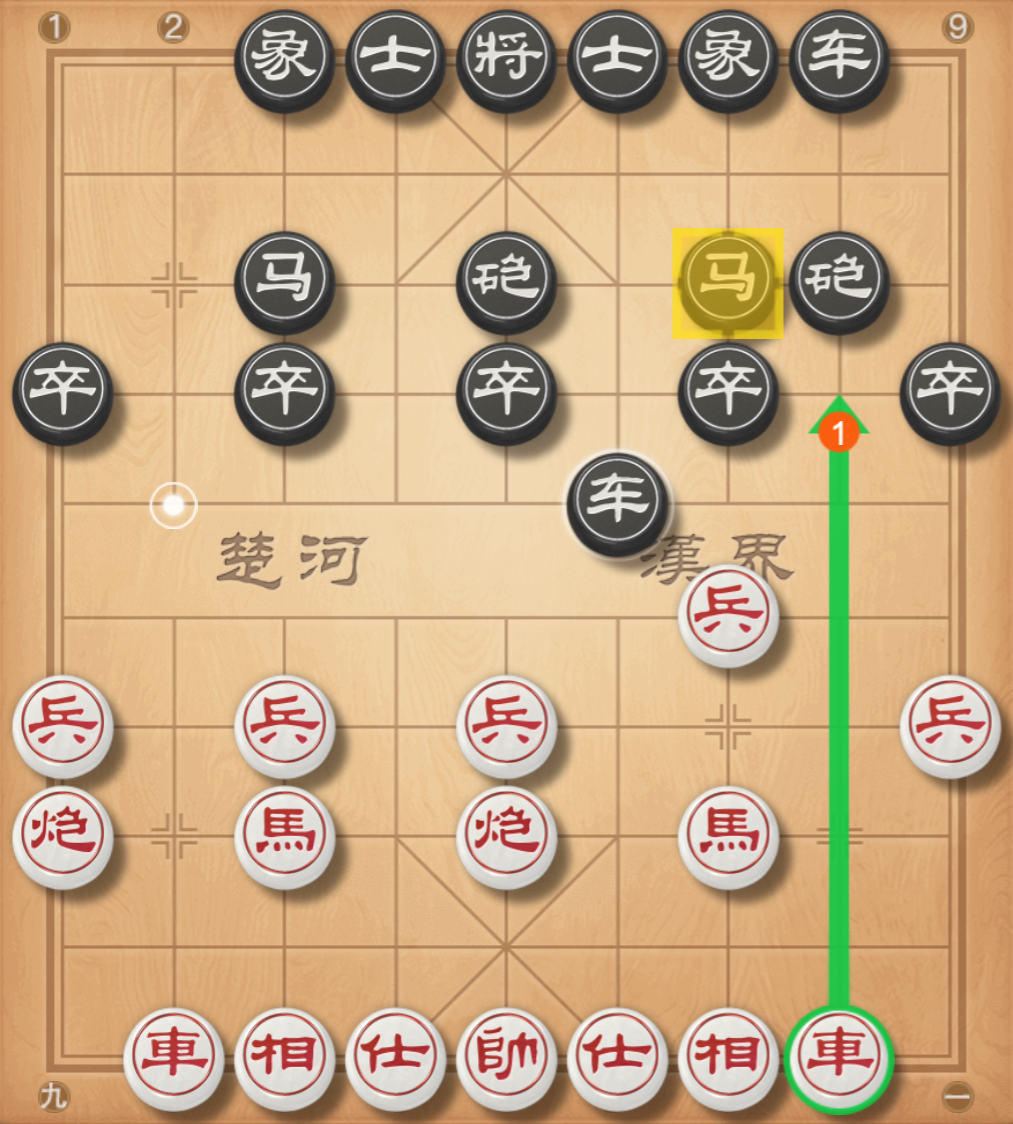 1 2 9
象 士 將 士 象 车
马 砲 马 砲
卒 卒 卒 卒 卒
1
车
楚河 漢界
兵
兵 兵 兵 兵
炮 馬 炮 馬
車 相 仕 帥 仕 相 車
九 一